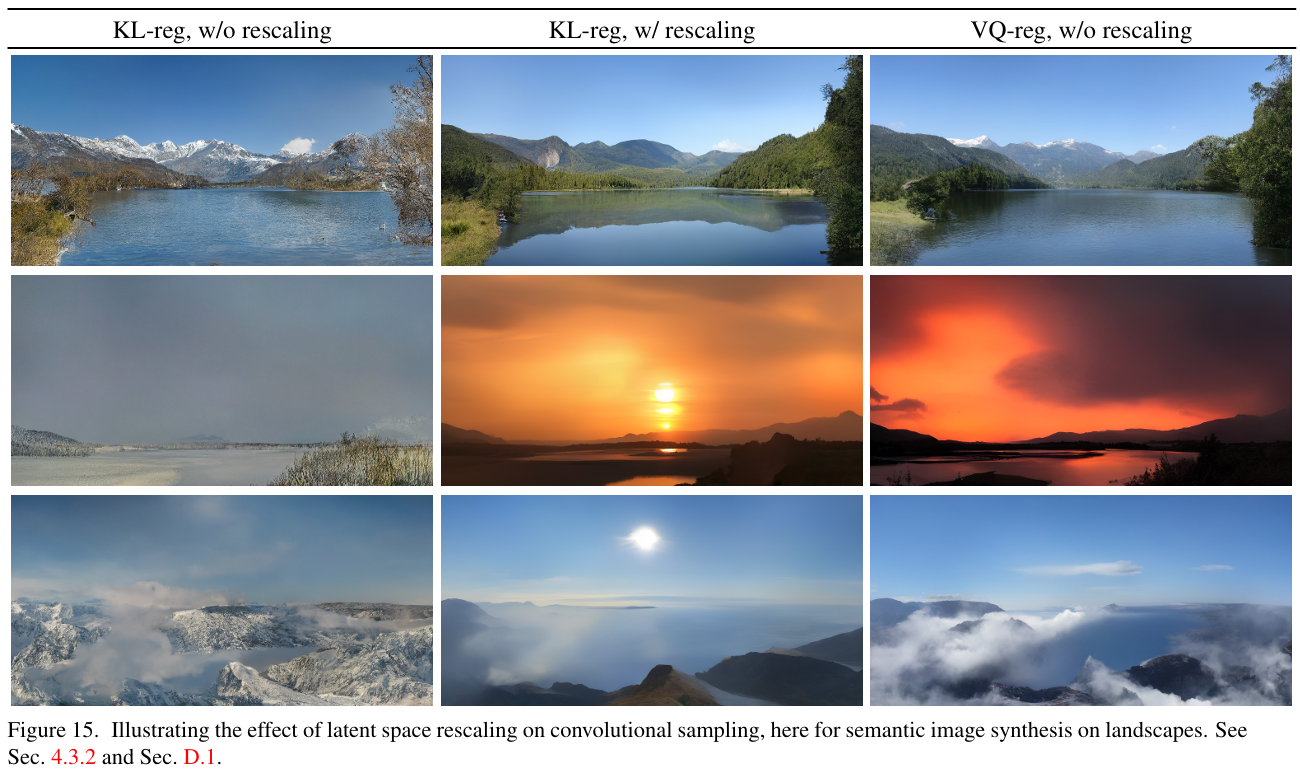 KL-reg, w/o rescaling
KL-reg, w/ rescaling
VQ-reg, w/o rescaling
Figure 15. Illustrating the effect of latent space rescaling on convolutional sampling, here for semantic image synthesis on landscapes. See
Sec. 4.3.2 and Sec. D.1.